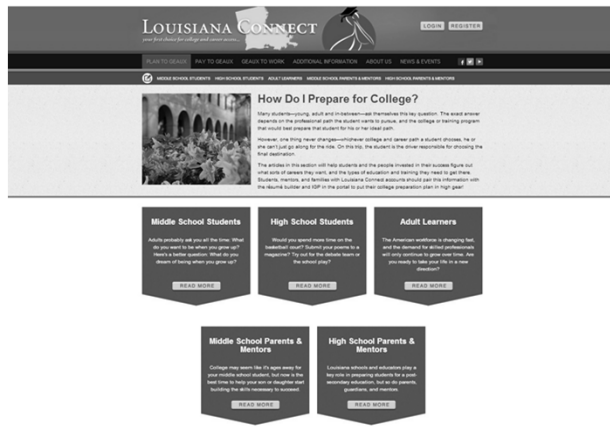 LOUISIANA CONNECT
your first choice for college and career access.
LOGIN REGISTER
PLAN TO GEAUX PAY TO GEAUX GEAUX TO WORK ADDITIONAL INFORMATION ABOUT US NEWS & EVENTS
MIDDLE SCHOOL STUDENTS HIGH SCHOOL STUDENTS ADULT LEARNERS MIDDLE SCHOOL PARENTS & MENTORS HIGH SCHOOL PARENTS & MENTORS
How Do I Prepare for College?
Many students—young, adult and in-between—ask themselves this key question. The exact answer
depends on the professional path the student wants to pursue, and the college or training program
that would best prepare that student for his or her ideal path.
However, one thing never changes—whichever college and career path a student chooses, he or
she can't just go along for the ride. On this trip, the student is the driver responsible for choosing the
final destination.
The articles in this section will help students and the people invested in their success figure out
what sorts of careers they want, and the types of education and training they need to get there.
Students, mentors, and families with Louisiana Connect accounts should pair this information with
the résumé builder and IGP in the portal to put their college preparation plan in high gear!
Middle School Students
Adults probably ask you all the time: What
do you want to be when you grow up?
Here's a better question: What do you
dream of being when you grow up?
READ MORE
High School Students
Would you spend more time on the
basketball court? Submit your poems to a
magazine? Try out for the debate team or
the school play?
READ MORE
Adult Learners
The American workforce is changing fast,
and the demand for skilled professionals
will only continue to grow over time. Are
you ready to take your life in a new
direction?
READ MORE
Middle School Parents &
Mentors
College may seem like it's ages away for
your middle school student, but now is the
best time to help your son or daughter start
building the skills necessary to succeed.
READ MORE
High School Parents &
Mentors
Louisiana schools and educators play a
key role in preparing students for a post-
secondary education, but so do parents,
guardians, and mentors.
READ MORE